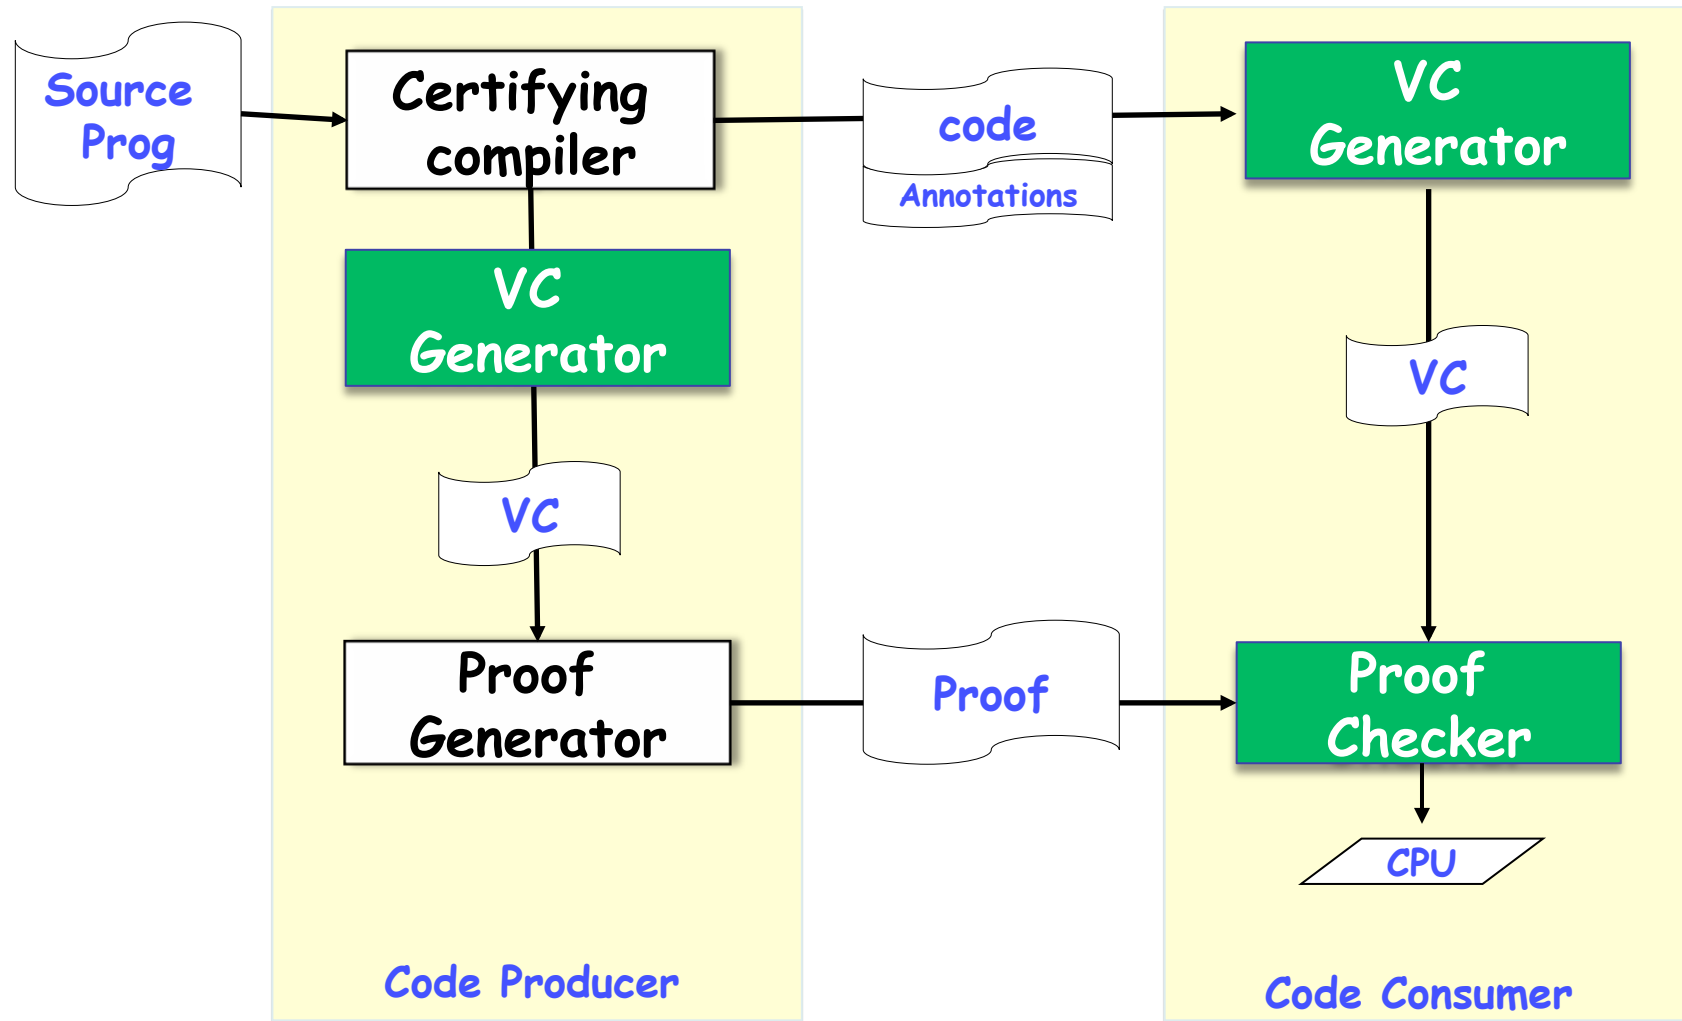 Source
Prog
Certifying
compiler
code
Annotations
VC
Generator
VC
Generator
VC
VC
Proof
Generator
Proof
Proof
Checker
CPU
Code Producer
Code Consumer